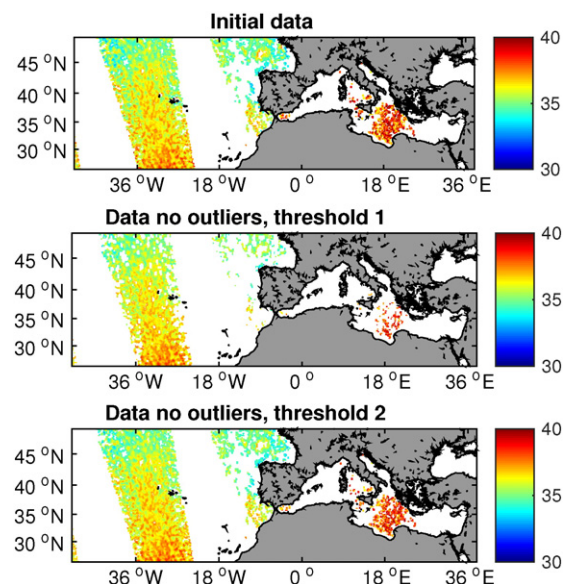 Initial data
45 °N
40 °N
35 °N
30 °N
36 °W
18 °W
0 °
18 °E
36 °E
40
35
30
Data no outliers, threshold 1
45 °N
40 °N
35 °N
30 °N
36 °W
18 °W
0 °
18 °E
36 °E
40
35
30
Data no outliers, threshold 2
45 °N
40 °N
35 °N
30 °N
36 °W
18 °W
0 °
18 °E
36 °E
40
35
30